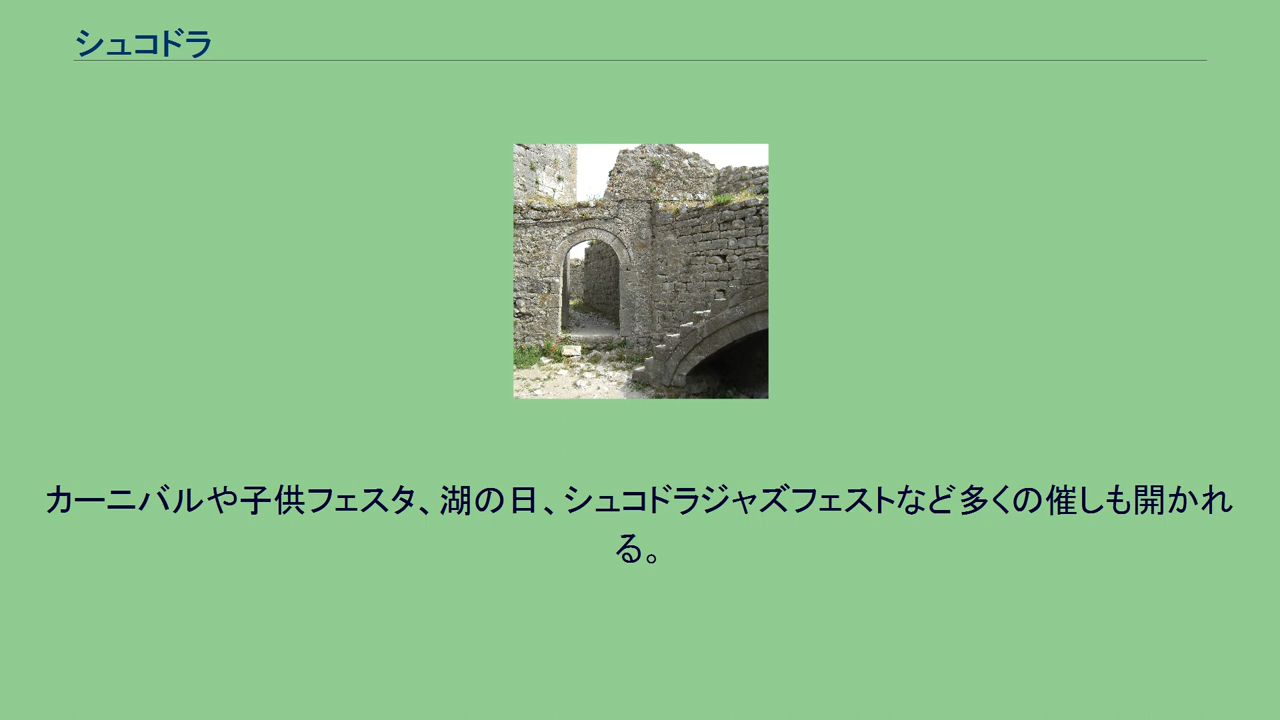 シュコドラ
カーニバルや子供フェスタ、湖の日、シュコドラジャズフェストなど多くの催しも開かれ
る。